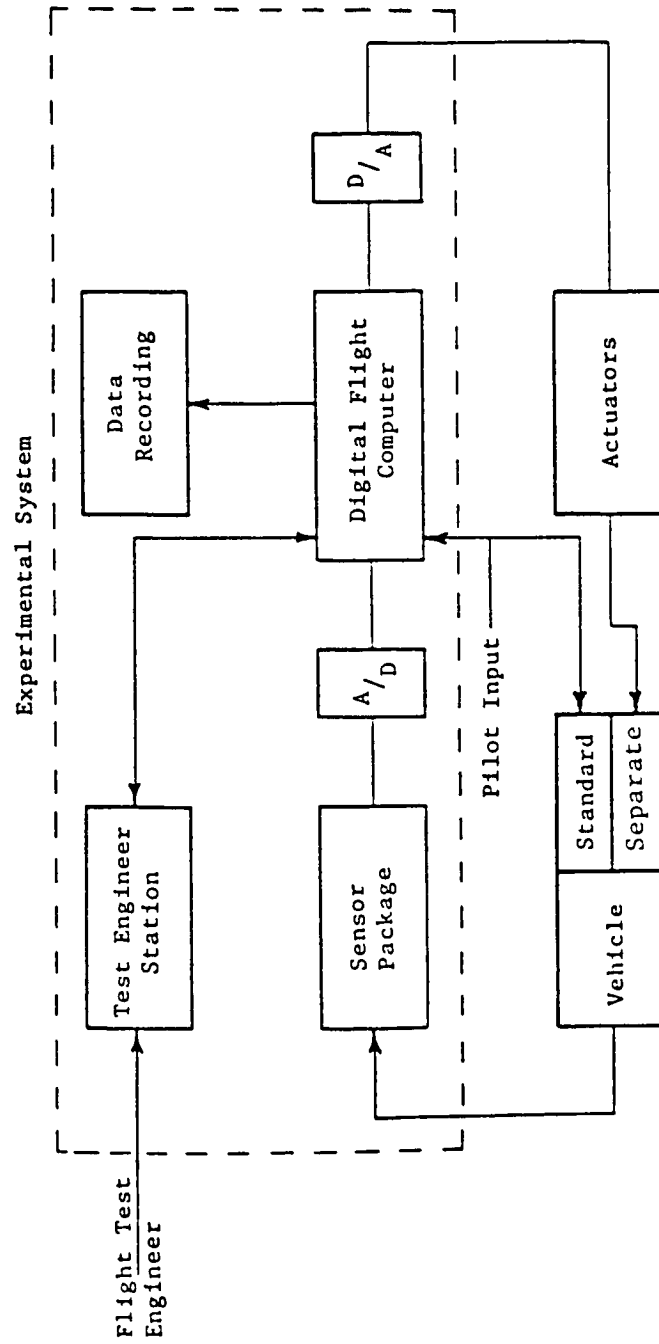 Experimental System
Flight Test
Engineer
Test Engineer
Station
Data
Recording
Sensor
Package
A/D
Digital Flight
Computer
D/A
Pilot Input
Vehicle
Standard
Separate
Actuators